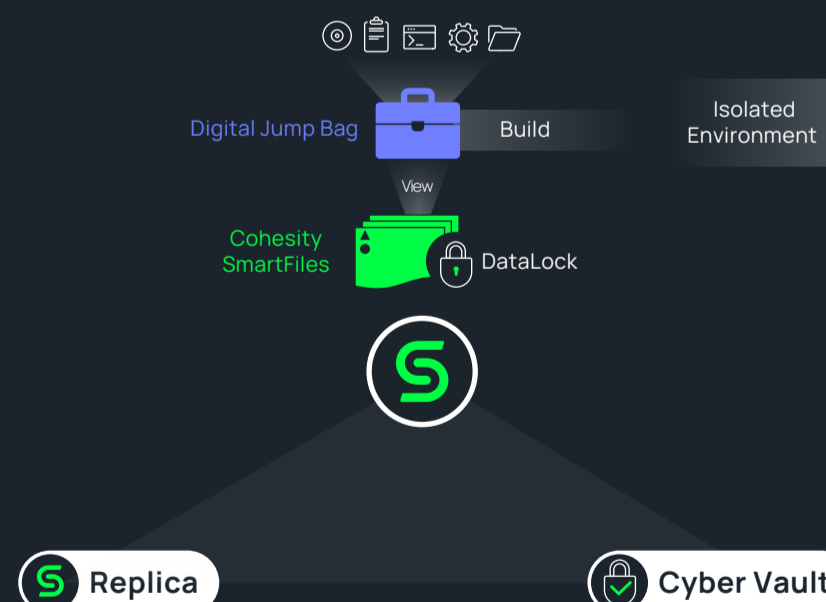 Digital Jump Bag
Build
Isolated
Environment
View
Cohesity
SmartFiles
DataLock
Replica
Cyber Vault